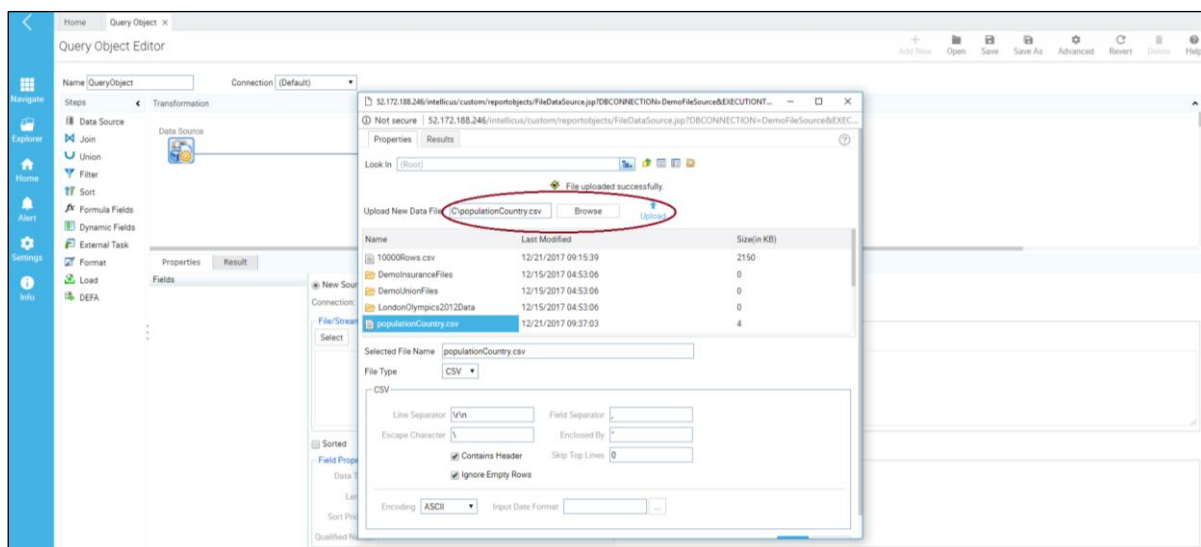 Home Query Object ×
Query Object Editor
Add New Open Save Save As Advanced Revert Delete Help
Navigate
Explorer
Home
Alert
Settings
Info
Name QueryObject Connection (Default)
Steps Transformation
Data Source
Join
Union
Filter
Sort
Formula Fields
Dynamic Fields
External Task
Format
Load
DEFA
Data Source
Properties Result
Fields
New Sour
Connection:
File/Stream
Select
Sorted
Field Prope
Data T
Len
Sort Prio
Qualified N
52.172.188.246/intellicus/custom/reportobjects/FileDataSource.jsp?DBCONNECTION=DemoFileSource&EXECUTIONT...
Not secure 52.172.188.246/intellicus/custom/reportobjects/FileDataSource.jsp?DBCONNECTION=DemoFileSource&EXEC...
Properties Results
Look In (Root)
File uploaded successfully.
Upload New Data File C\populationCountry.csv Browse Upload
Name Last Modified Size(in KB)
10000Rows.csv 12/21/2017 09:15:39 2150
DemoInsuranceFiles 12/15/2017 04:53:06 0
DemoUnionFiles 12/15/2017 04:53:06 0
LondonOlympics2012Data 12/15/2017 04:53:06 0
populationCountry.csv 12/21/2017 09:37:03 4
Selected File Name populationCountry.csv
File Type CSV
CSV
Line Separator \r\n Field Separator ,
Escape Character \ Enclosed By "
Contains Header Skip Top Lines 0
Ignore Empty Rows
Encoding ASCII Input Date Format ...